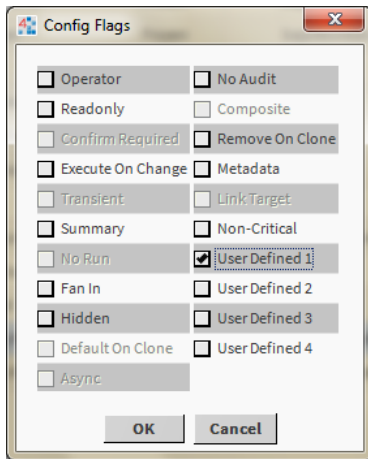 Config Flags
Operator
No Audit
Readonly
Composite
Confirm Required
Remove On Clone
Execute On Change
Metadata
Transient
Link Target
Summary
Non-Critical
No Run
User Defined 1
Fan In
User Defined 2
Hidden
User Defined 3
Default On Clone
User Defined 4
Async
OK
Cancel